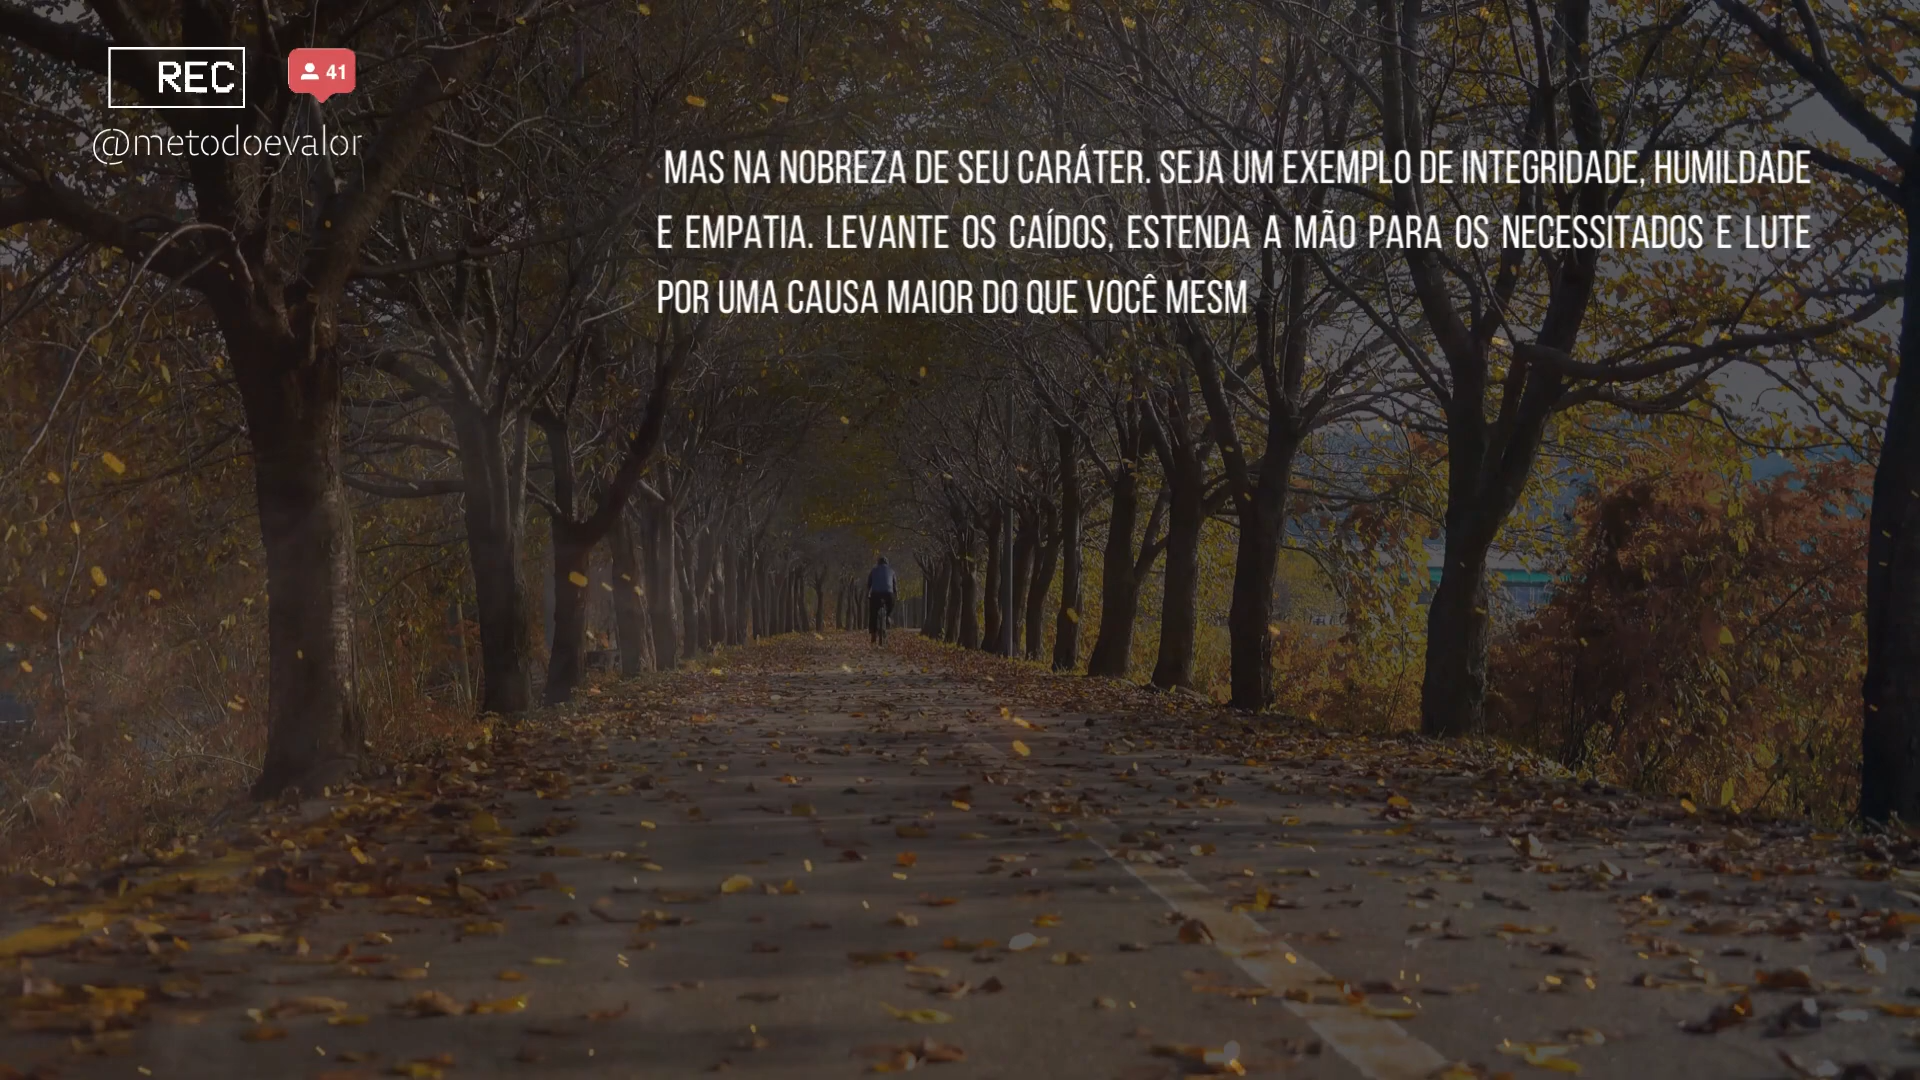 REC
41
@metodoevalor
MAS NA NOBREZA DE SEU CARÁTER. SEJA UM EXEMPLO DE INTEGRIDADE, HUMILDADE
E EMPATIA. LEVANTE OS CAÍDOS, ESTENDA A MÃO PARA OS NECESSITADOS E LUTE
POR UMA CAUSA MAIOR DO QUE VOCÊ MESM